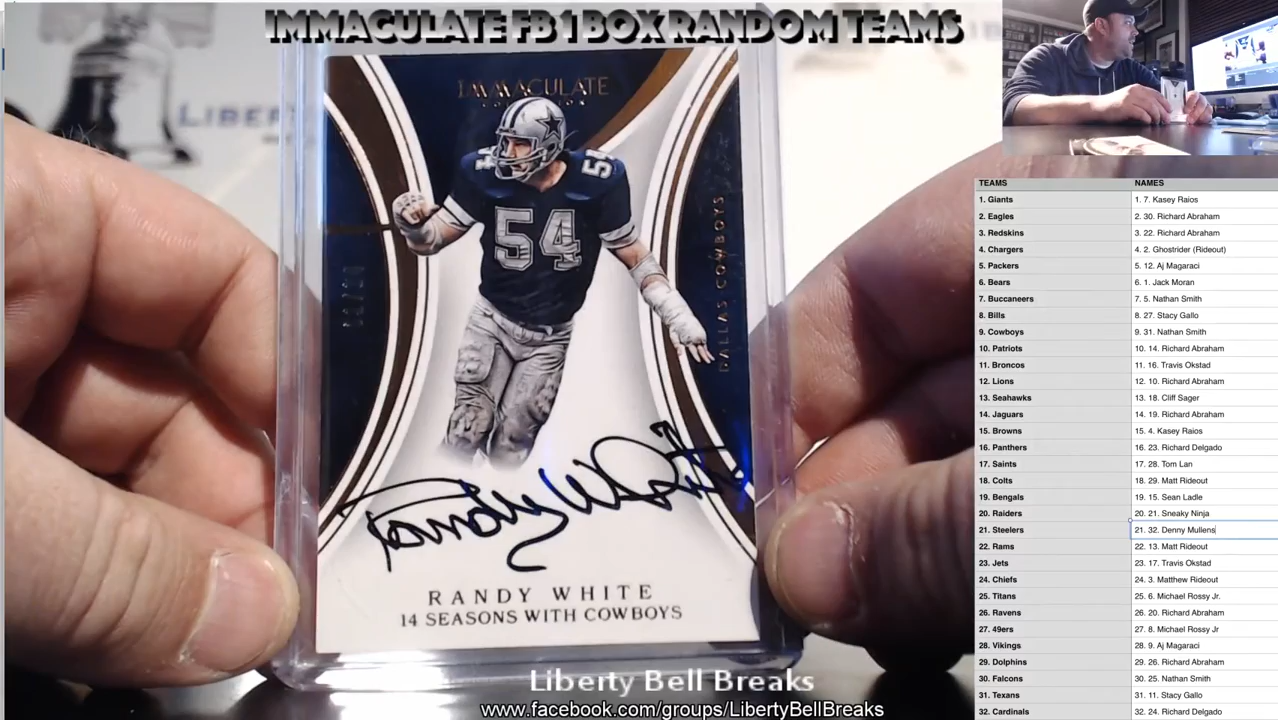 IMMACULATE FB 1 BOX RANDOM TEAMS
LIBER
IMMACULATE
COLLECTION
54
54
DALLAS COWBOYS
Randy White
RANDY WHITE
14 SEASONS WITH COWBOYS
Liberty Bell Breaks
www.facebook.com/groups/LibertyBellBreaks
TEAMS NAMES
1. Giants 1. 7. Kasey Raios
2. Eagles 2. 30. Richard Abraham
3. Redskins 3. 22. Richard Abraham
4. Chargers 4. 2. Ghostrider (Rideout)
5. Packers 5. 12. Aj Magaraci
6. Bears 6. 1. Jack Moran
7. Buccaneers 7. 5. Nathan Smith
8. Bills 8. 27. Stacy Gallo
9. Cowboys 9. 31. Nathan Smith
10. Patriots 10. 14. Richard Abraham
11. Broncos 11. 16. Travis Okstad
12. Lions 12. 10. Richard Abraham
13. Seahawks 13. 18. Cliff Sager
14. Jaguars 14. 19. Richard Abraham
15. Browns 15. 4. Kasey Raios
16. Panthers 16. 23. Richard Delgado
17. Saints 17. 28. Tom Lan
18. Colts 18. 29. Matt Rideout
19. Bengals 19. 15. Sean Ladle
20. Raiders 20. 21. Sneaky Ninja
21. Steelers 21. 32. Denny Mullens
22. Rams 22. 13. Matt Rideout
23. Jets 23. 17. Travis Okstad
24. Chiefs 24. 3. Matthew Rideout
25. Titans 25. 6. Michael Rossy Jr.
26. Ravens 26. 20. Richard Abraham
27. 49ers 27. 8. Michael Rossy Jr
28. Vikings 28. 9. Aj Magaraci
29. Dolphins 29. 26. Richard Abraham
30. Falcons 30. 25. Nathan Smith
31. Texans 31. 11. Stacy Gallo
32. Cardinals 32. 24. Richard Delgado